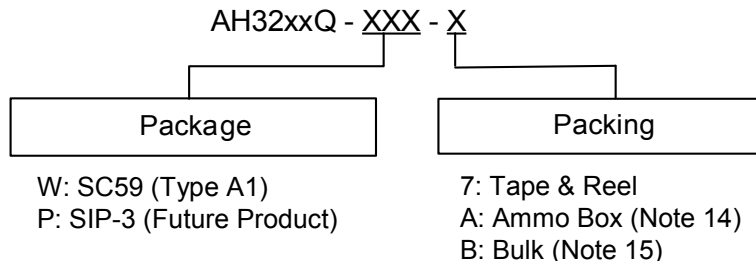 AH32xxQ - XXX - X
Package
Packing
W: SC59 (Type A1)
P: SIP-3 (Future Product)
7: Tape & Reel
A: Ammo Box (Note 14)
B: Bulk (Note 15)